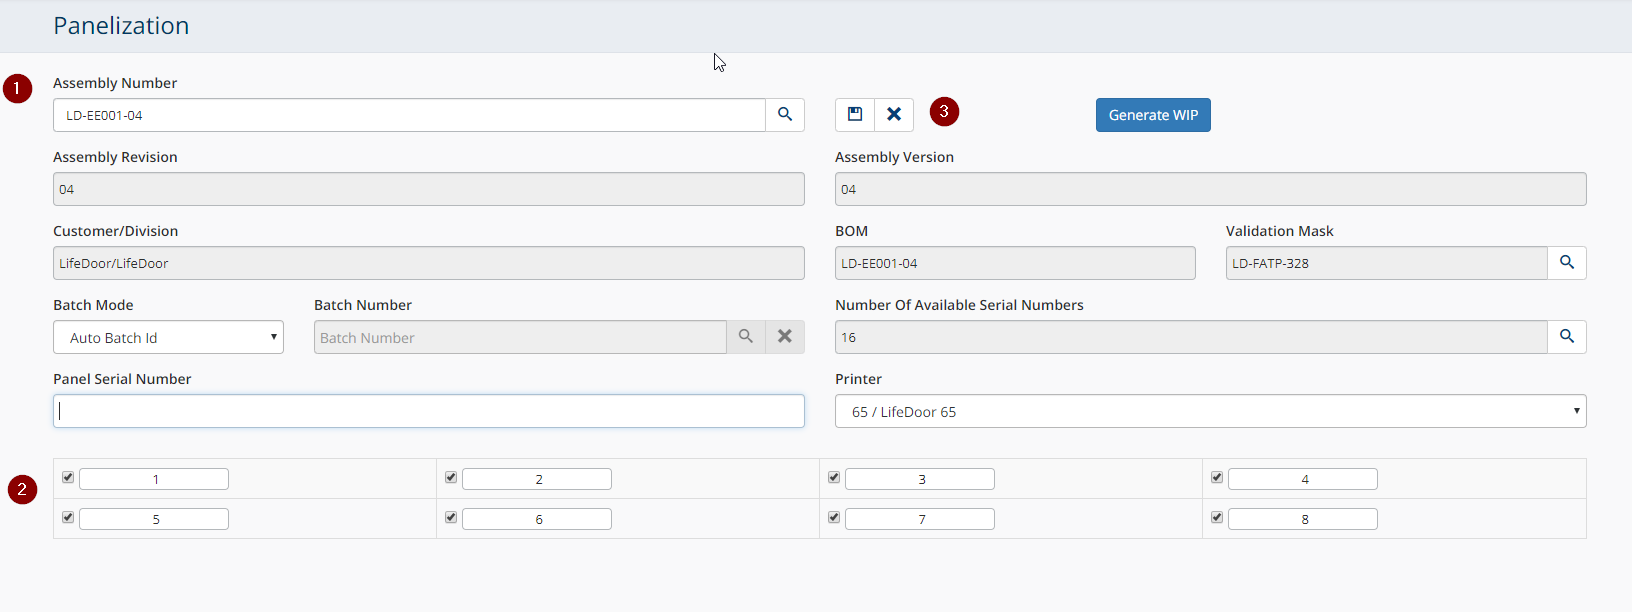 Panelization
1
Assembly Number
LD-EE001-04
3
Generate WIP
Assembly Revision
Assembly Version
04
04
Customer/Division
BOM
Validation Mask
LifeDoor/LifeDoor
LD-EE001-04
LD-FATP-328
Batch Mode
Batch Number
Number Of Available Serial Numbers
Auto Batch Id
Batch Number
16
Panel Serial Number
Printer
65 / LifeDoor 65
2
1
2
3
4
5
6
7
8